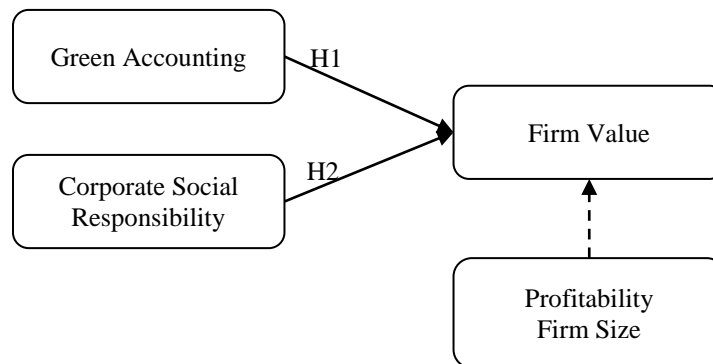 Green Accounting
H1
Firm Value
H2
Corporate Social
Responsibility
Profitability
Firm Size